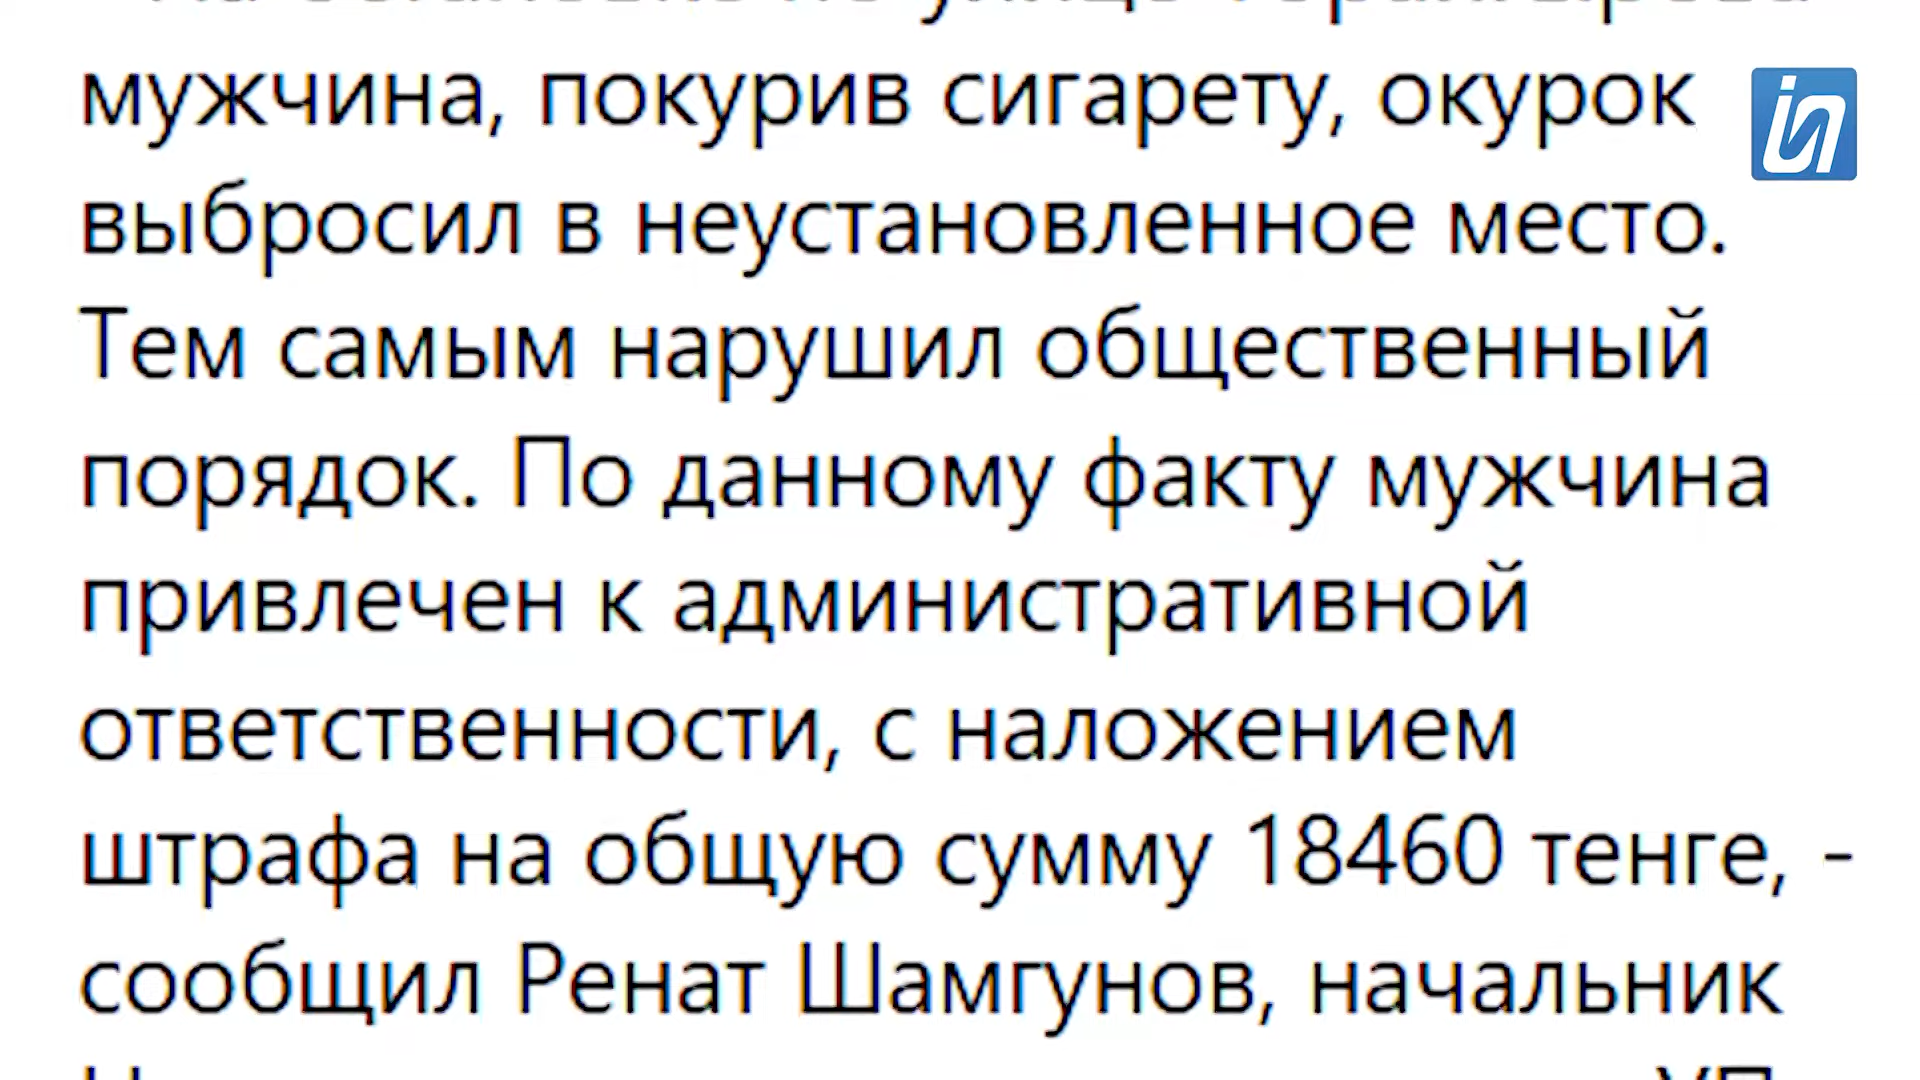 мужчина, покурив сигарету, окурок
выбросил в неустановленное место.
Тем самым нарушил общественный
порядок. По данному факту мужчина
привлечен к административной
ответственности, с наложением
штрафа на общую сумму 18460 тенге, -
сообщил Ренат Шамгунов, начальник